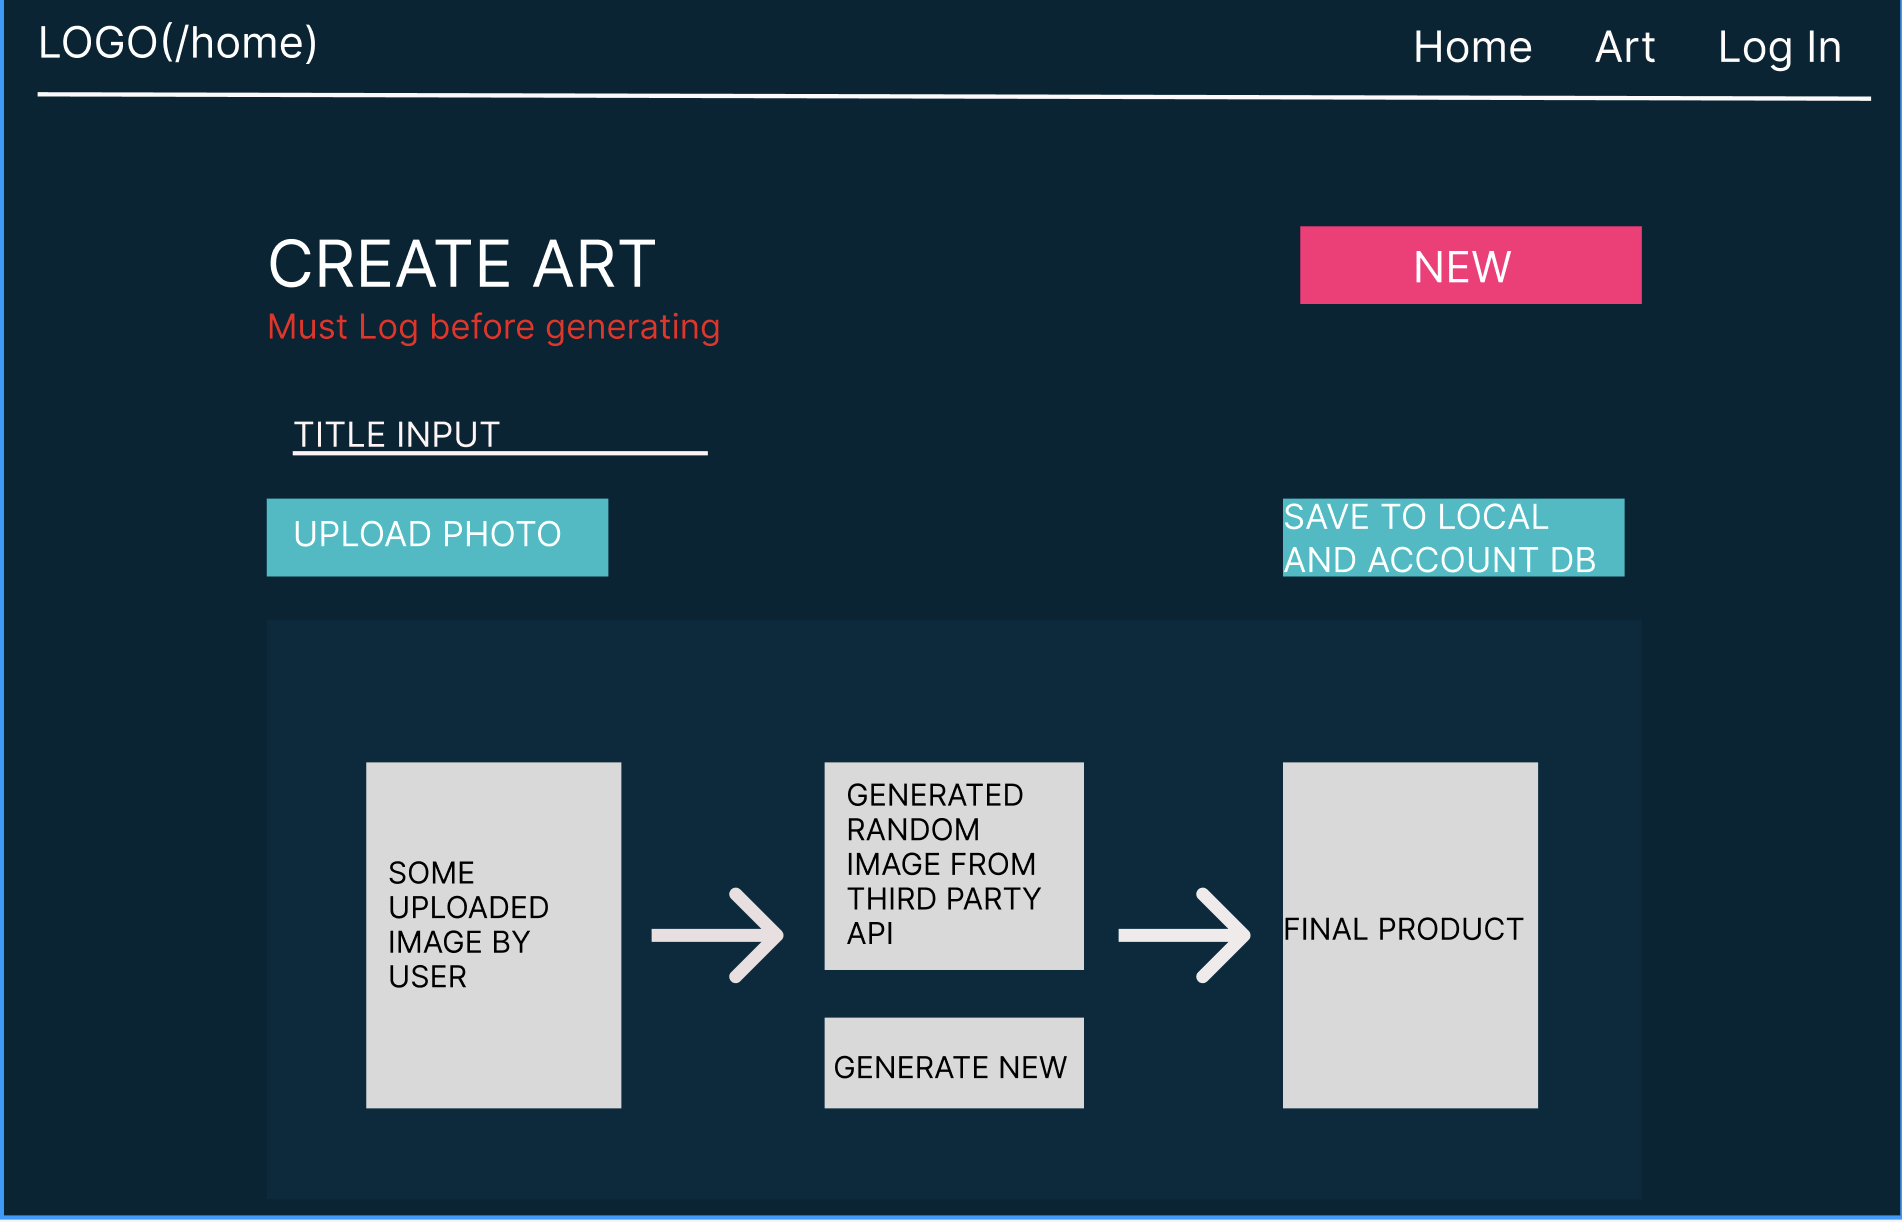 LOGO(/home)
Home Art Log In
CREATE ART
NEW
Must Log before generating
TITLE INPUT
UPLOAD PHOTO
SAVE TO LOCAL
AND ACCOUNT DB
SOME
UPLOADED
IMAGE BY
USER
GENERATED
RANDOM
IMAGE FROM
THIRD PARTY
API
GENERATE NEW
FINAL PRODUCT